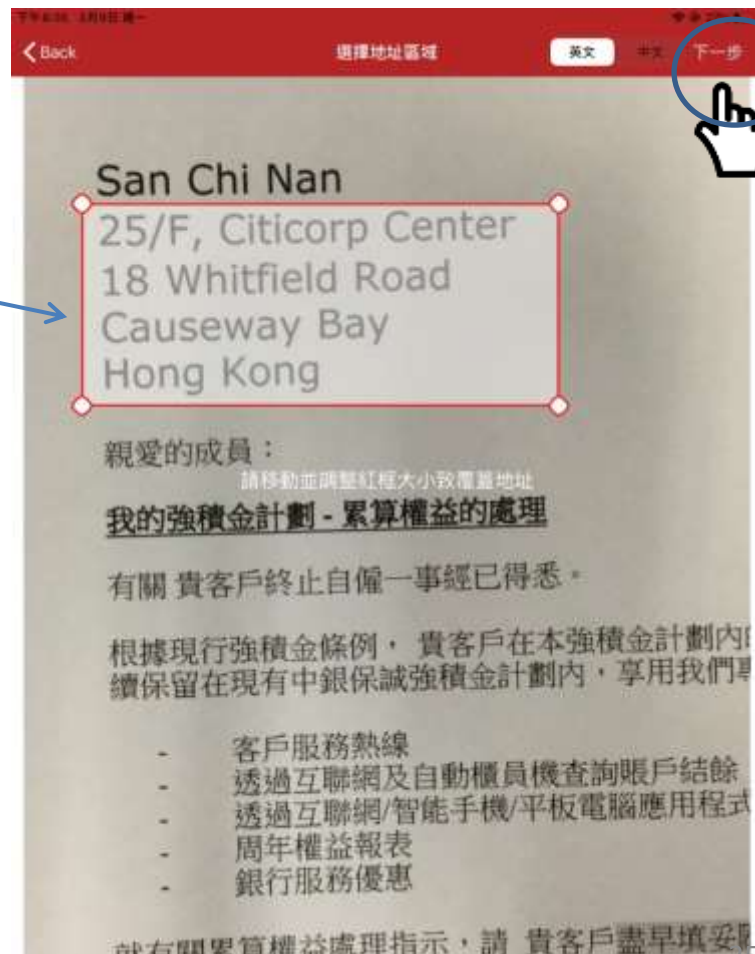 Back
選擇地址區域
英文
中文
下一步
San Chi Nan
25/F, Citicorp Center
18 Whitfield Road
Causeway Bay
Hong Kong
親愛的成員：
請移動並調整紅框大小致覆蓋地址
我的強積金計劃 - 累算權益的處理
有關 貴客戶終止自僱一事經已得悉。
根據現行強積金條例， 貴客戶在本強積金計劃內
續保留在現有中銀保誠強積金計劃內，享用我們
- 客戶服務熱線
- 透過互聯網及自動櫃員機查詢賬戶結餘
- 透過互聯網/智能手機/平板電腦應用程式
- 周年權益報表
- 銀行服務優惠
就有關累算權益處理指示，請 貴客戶盡早填妥